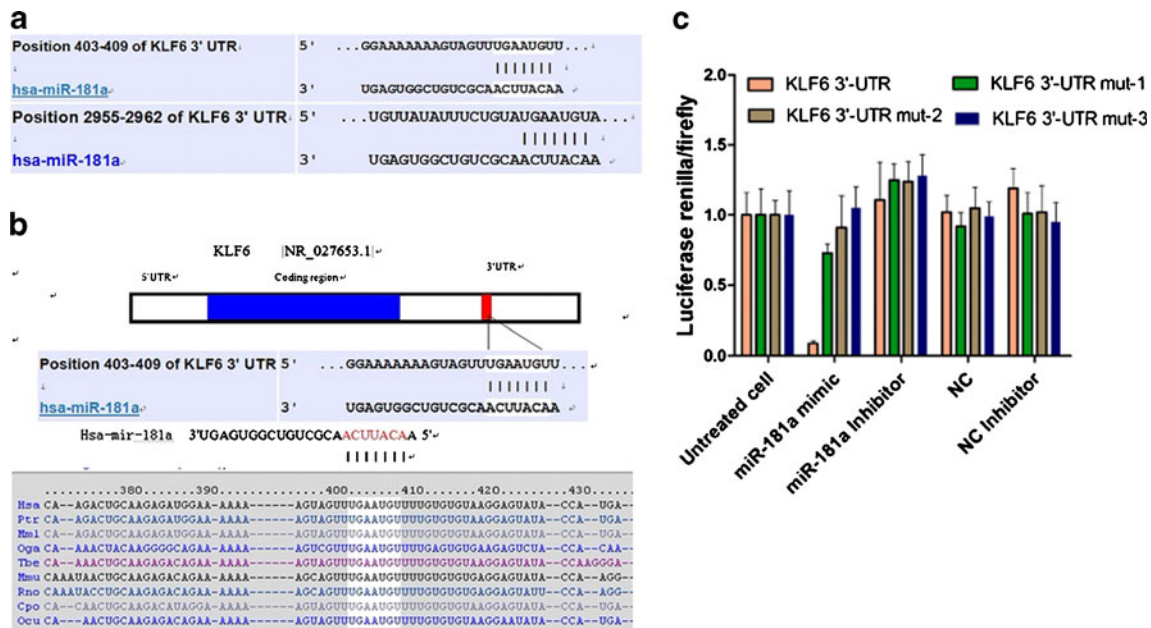 a
Position 403-409 of KLF6 3' UTR 5' ...GGAAAAAAAGUAGUUUGAAUGUU...
hsa-miR-181a 3' UGAGUGGCUGUCGCAACUUACAA
Position 2955-2962 of KLF6 3' UTR 5' ...UGUUAUAUUUCUGUAUGAAUGUA...
hsa-miR-181a 3' UGAGUGGCUGUCGCAACUUACAA
b
KLF6 |NR_027653.1|
5'UTR Coding region 3'UTR
Position 403-409 of KLF6 3' UTR 5' ...GGAAAAAAAGUAGUUUGAAUGUU...
hsa-miR-181a 3' UGAGUGGCUGUCGCAACUUACAA
Hsa-mir-181a 3'UGAGUGGCUGUCGCAACUUACAA 5'
........380.......390..............400.......410.......420.......430.....
Hsa CA--AGACUGCAAGAGAUGGAA-AAAA------AGUAGUUUGAAUGUUUUGUGUGUAAGGAGUAUA--CCA--UGA--
Ptr CA--AGACUGCAAGAGAUGGAA-AAAA------AGUAGUUUGAAUGUUUUGUGUGUAAGGAGUAUA--CCA--UGA--
Mml CA--AGACUGCAAGAGAUGGAA-AAAA------AGUAGUUUGAAUGUUUUGUGUGUAAGGAGUAUA--CCA--UGA--
Oga CA--AAACUACAAGGGGCAGAA-AAAA------AGUCGUUUGAAUGUUUUGAGUGUGAAGAGUCUA--CCA--CAA--
Tbe CA--AAACUGCAAGAGACAGAA-AAAA------AGUAGUUUGAAUGUUUUGUGUGUAAGGAGUAUA--CCAAGGGA--
Mmu CAAAUAACUGCAAGAGACAGAA-AAAA------AGCAGUUUGAAUGUUUUGUGUGUGAGGAGUAUA--CCA--AGG--
Rno CAAAUACCUGCAAGAGACAGAA-AAAA------AGCAGUUUGAAUGUUUUGUGUGUGAGGAGUAUU--CCA--AGG--
Cpo CA--CAACUGCAAGACAUAGGA-AAAA------AGUAGUUUGAAUGUUUUGUGUGUAAGGAGUAUA--CCA--UGA--
Ocu CA--AACUGCAAGAGACAGAA-AAAA------AGUAGUUUGAAUGUUUUGUGUGUAAGGAAUAUA--CCA--UGA--
c
KLF6 3'-UTR KLF6 3'-UTR mut-1
KLF6 3'-UTR mut-2 KLF6 3'-UTR mut-3
Luciferase renilla/firefly
2.0
1.5
1.0
0.5
0.0
Untreated cell
miR-181a mimic
miR-181a Inhibitor
NC
NC Inhibitor